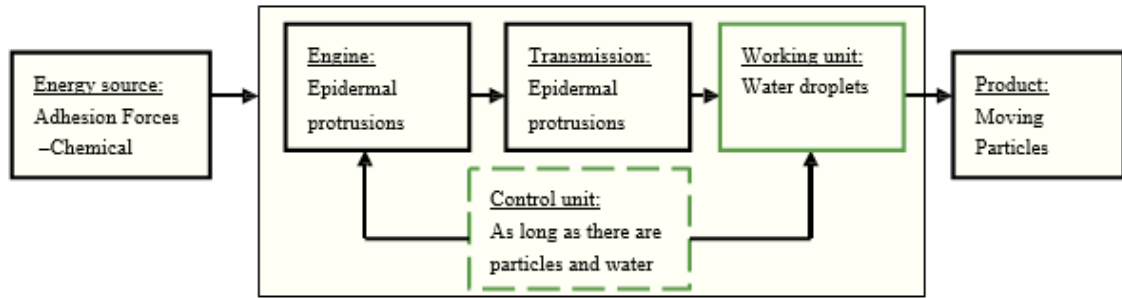 Energy source:
Adhesion Forces
–Chemical
Engine:
Epidermal
protrusions
Transmission:
Epidermal
protrusions
Working unit:
Water droplets
Product:
Moving
Particles
Control unit:
As long as there are
particles and water